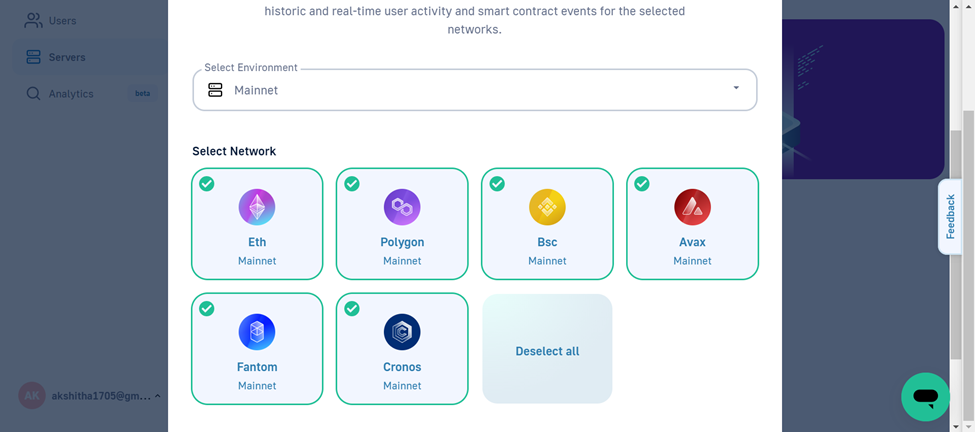 historic and real-time user activity and smart contract events for the selected
networks.
Users
Servers
Analytics beta
Select Environment
Mainnet
Select Network
Eth
Mainnet
Polygon
Mainnet
Bsc
Mainnet
Avax
Mainnet
Fantom
Mainnet
Cronos
Mainnet
Deselect all
Feedback
AK akshitha1705@gm...